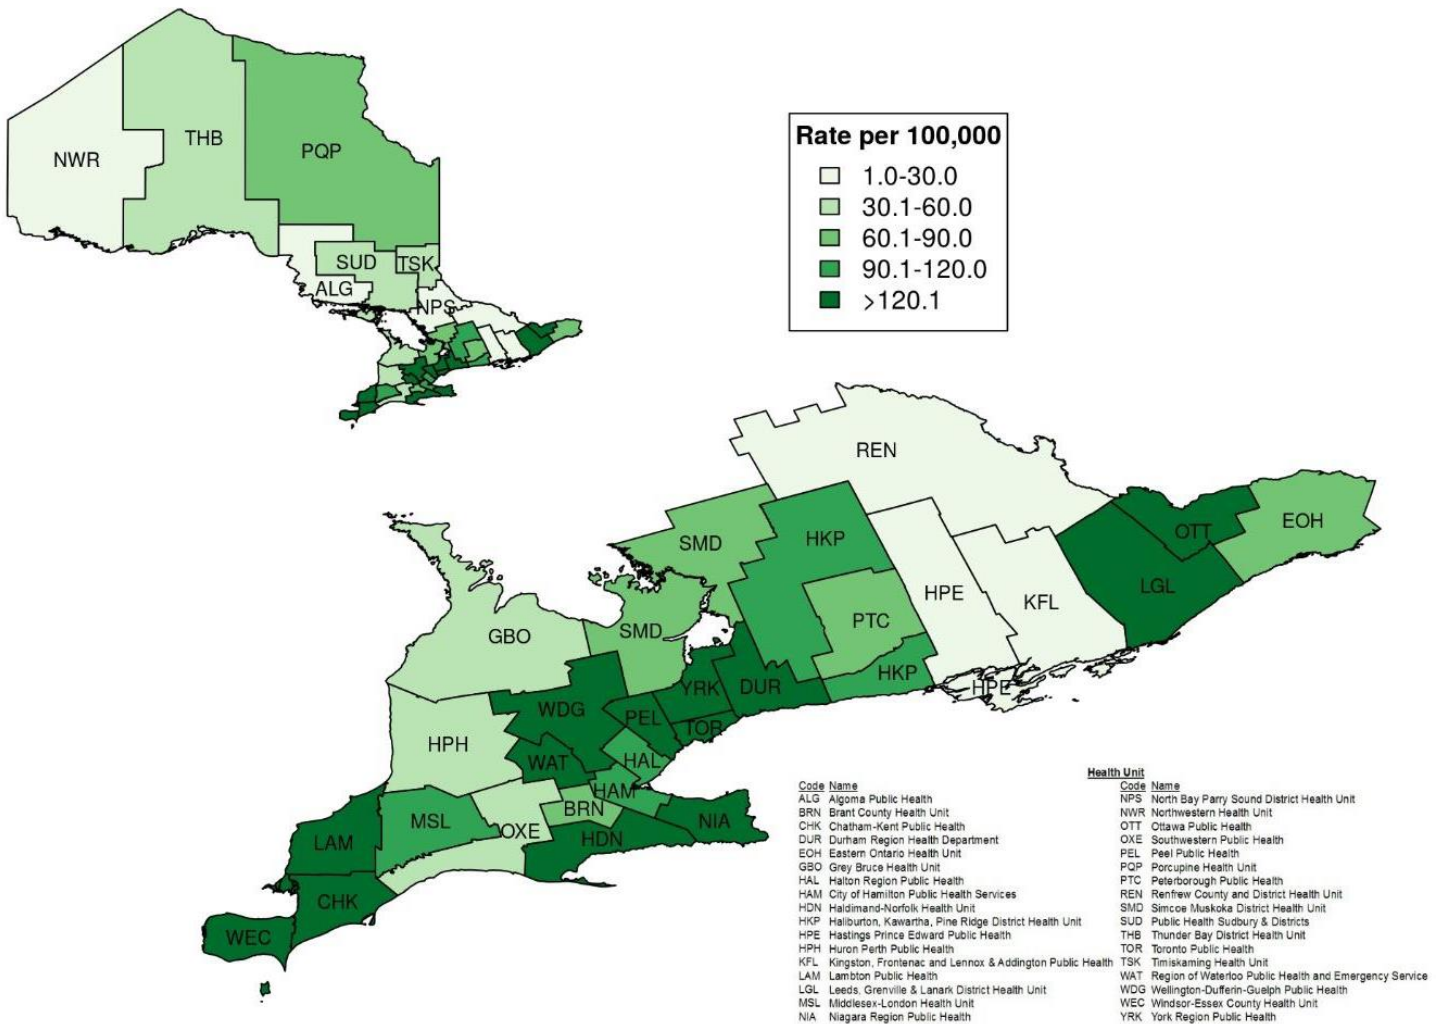 NWR
THB
PQP
SUD
TSK
ALG
NPS
Rate per 100,000
1.0-30.0
30.1-60.0
60.1-90.0
90.1-120.0
>120.1
REN
SMD
HKP
OTT
EOH
HPE
KFL
LGL
GBO
SMD
PTC
HKP
HPE
YRK
DUR
WDG
PEL
TOR
HPH
WAT
HAL
HAM
BRN
MSL
OXE
HDN
NIA
LAM
CHK
WEC
Health Unit
Code Name
ALG Algoma Public Health
BRN Brant County Health Unit
CHK Chatham-Kent Public Health
DUR Durham Region Health Department
EOH Eastern Ontario Health Unit
GBO Grey Bruce Health Unit
HAL Halton Region Public Health
HAM City of Hamilton Public Health Services
HDN Haldimand-Norfolk Health Unit
HKP Haliburton, Kawartha, Pine Ridge District Health Unit
HPE Hastings Prince Edward Public Health
HPH Huron Perth Public Health
KFL Kingston, Frontenac and Lennox & Addington Public Health
LAM Lambton Public Health
LGL Leeds, Grenville & Lanark District Health Unit
MSL Middlesex-London Health Unit
NIA Niagara Region Public Health
Code Name
NPS North Bay Parry Sound District Health Unit
NWR Northwestern Health Unit
OTT Ottawa Public Health
OXE Southwestern Public Health
PEL Peel Public Health
PQP Porcupine Health Unit
PTC Peterborough Public Health
REN Renfrew County and District Health Unit
SMD Simcoe Muskoka District Health Unit
SUD Public Health Sudbury & Districts
THB Thunder Bay District Health Unit
TOR Toronto Public Health
TSK Timiskaming Health Unit
WAT Region of Waterloo Public Health and Emergency Service
WDG Wellington-Dufferin-Guelph Public Health
WEC Windsor-Essex County Health Unit
YRK York Region Public Health